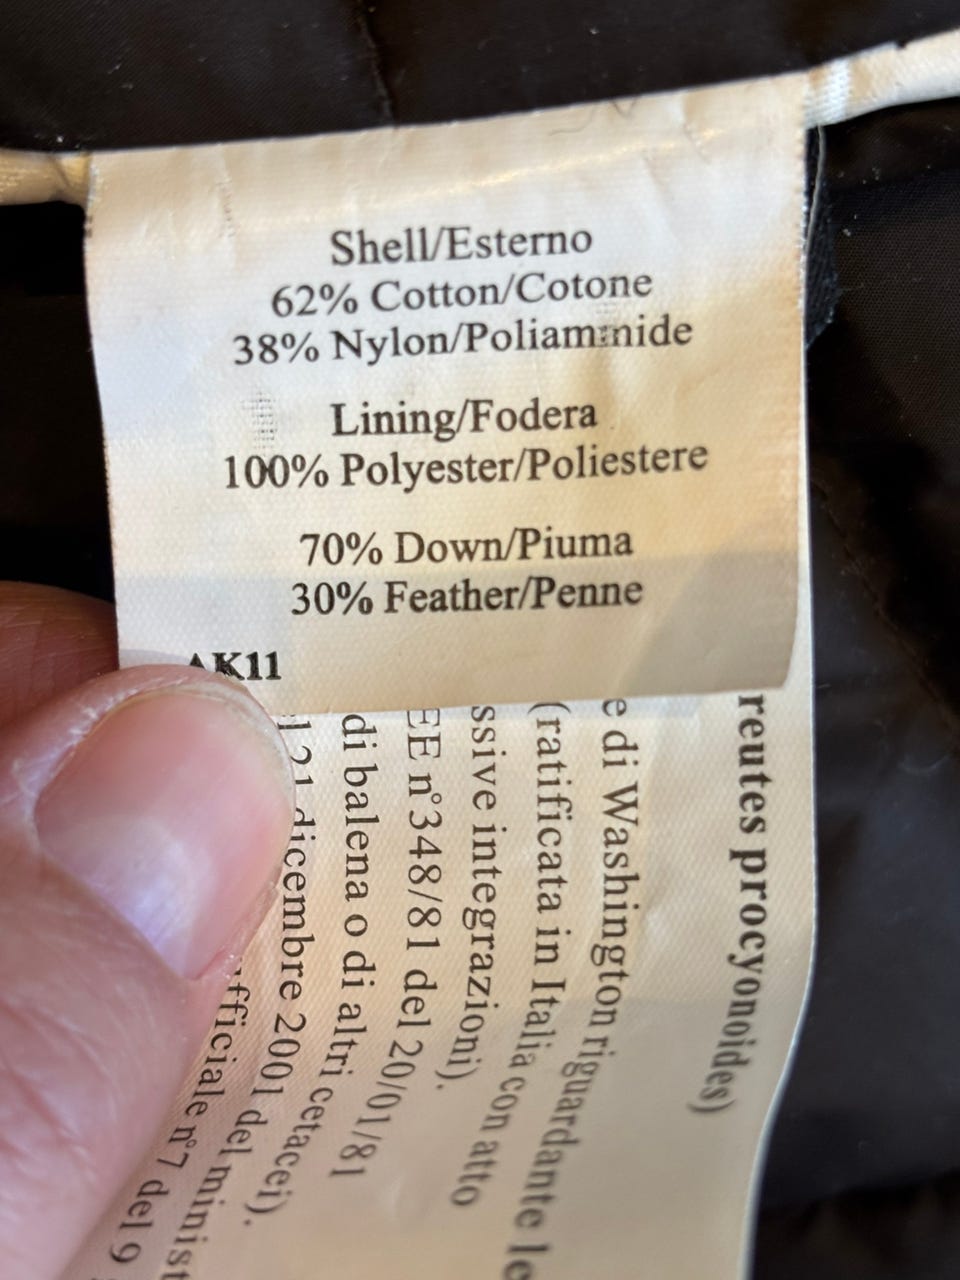 Shell/Esterno
62% Cotton/Cotone
38% Nylon/Poliammide
Lining/Fodera
100% Polyester/Poliestere
70% Down/Piuma
30% Feather/Penne
AK11
reutes procyonoides)
e di Washington riguardante le
(ratificata in Italia con atto
ssive integrazioni).
EE n°348/81 del 20/01/81
di balena o di altri cetacei).
21 dicembre 2001 del minist
fficiale n°7 del 9